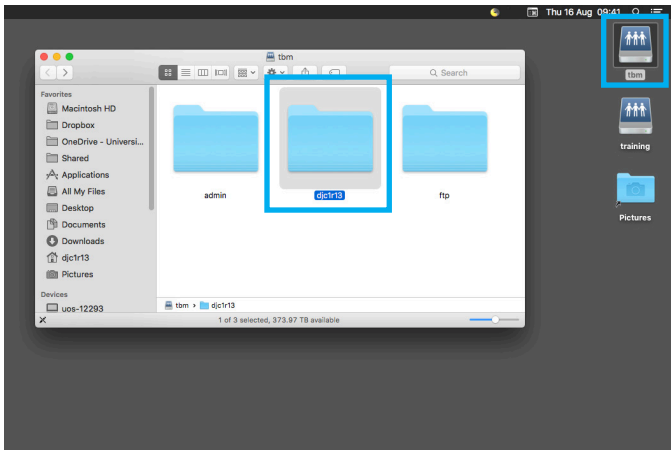 Thu 16 Aug 09:41
tbm
tbm
Search
Favorites
Macintosh HD
Dropbox
OneDrive - Universi...
Shared
Applications
All My Files
Desktop
Documents
Downloads
djc1r13
Pictures
Devices
uos-12293
admin
djc1r13
ftp
tbm › djc1r13
1 of 3 selected, 373.97 TB available
training
Pictures